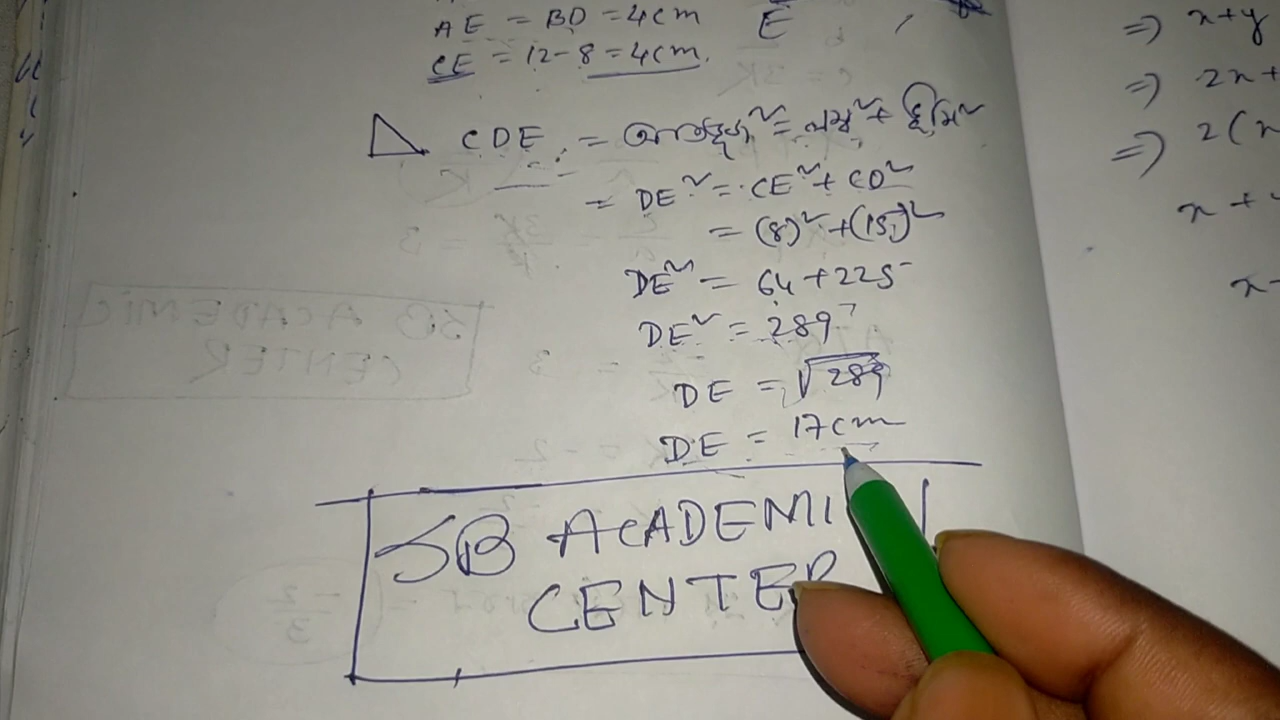 AE = BD = 4cm E
CE = 12-8 = 4cm.
CDE = অতিভুজ² = লম্ব² + ভূমি²
= DE² = CE² + CD²
= (8)² + (15)²
DE² = 64 + 225
DE² = 289
DE = √289
DE = 17cm
SB ACADEMI
CENTER
=) x+y
=) 2x+
=) 2(x
x+
x-